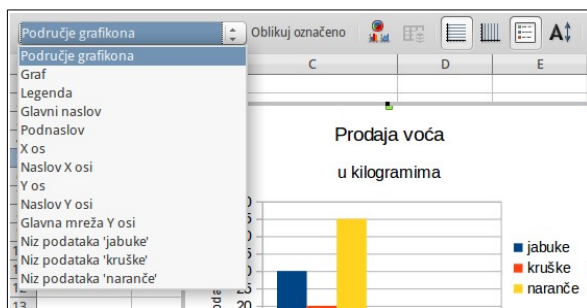 Područje grafikona
Oblikuj označeno
A
Područje grafikona
Graf
Legenda
Glavni naslov
Podnaslov
X os
Naslov X osi
Y os
Naslov Y osi
Glavna mreža Y osi
Niz podataka 'jabuke'
Niz podataka 'kruške'
Niz podataka 'naranče'
C D E
Prodaja voća
u kilogramima
jabuke
kruške
naranče
25
20
13